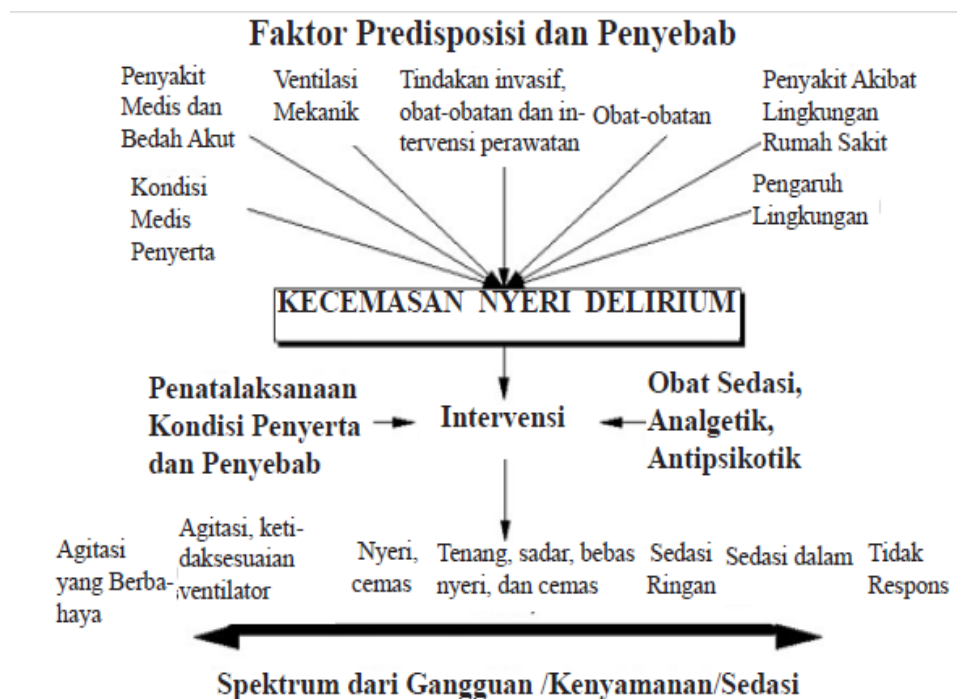 Faktor Predisposisi dan Penyebab
Penyakit
Medis dan
Bedah Akut
Ventilasi
Mekanik
Tindakan invasif,
obat-obatan dan in-
tervensi perawatan
Obat-obatan
Penyakit Akibat
Lingkungan
Rumah Sakit
Kondisi
Medis
Penyerta
Pengaruh
Lingkungan
KECEMASAN NYERI DELIRIUM
Penatalaksanaan
Kondisi Penyerta
dan Penyebab
Intervensi
Obat Sedasi,
Analgetik,
Antipsikotik
Agitasi
yang Berba-
haya
Agitasi, keti-
daksesuaian
ventilator
Nyeri,
cemas
Tenang, sadar, bebas
nyeri, dan cemas
Sedasi
Ringan
Sedasi dalam
Tidak
Respons
Spektrum dari Gangguan /Kenyamanan/Sedasi